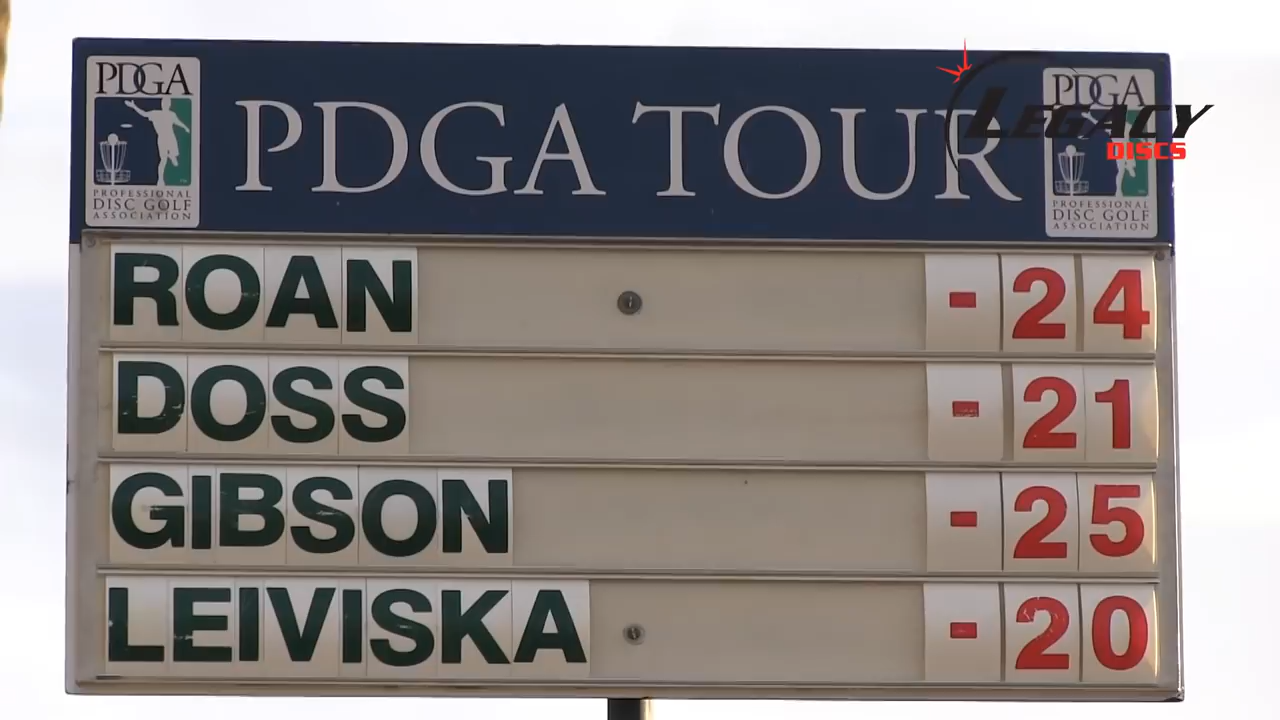 PDGA
PROFESSIONAL
DISC GOLF
ASSOCIATION
PDGA TOUR
PDGA
PROFESSIONAL
DISC GOLF
ASSOCIATION
LEGACY
DISCS
ROAN - 24
DOSS - 21
GIBSON - 25
LEIVISKA - 20